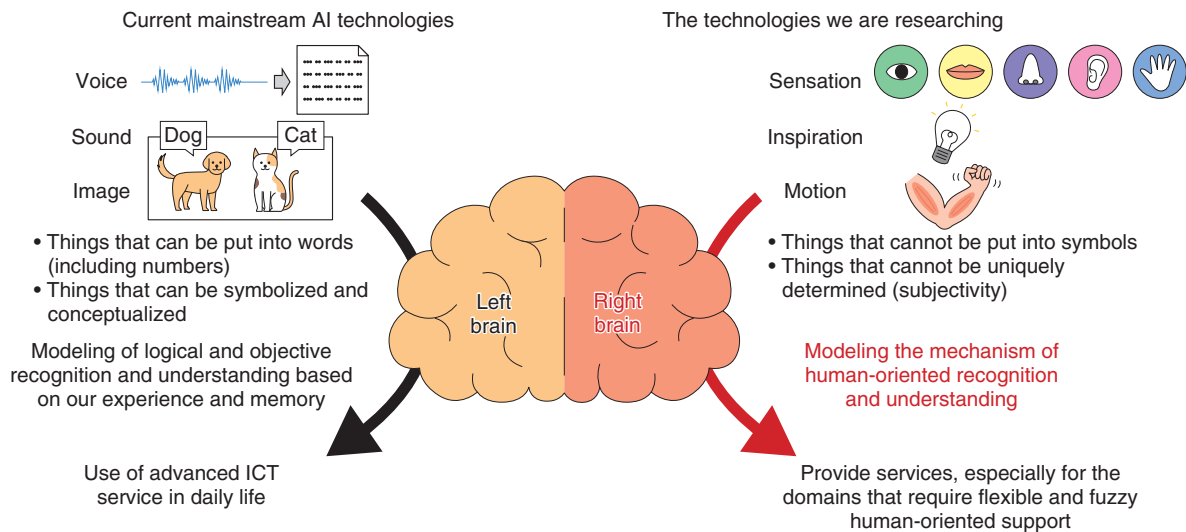 Current mainstream AI technologies
Voice
Sound
Dog
Cat
Image
• Things that can be put into words
(including numbers)
• Things that can be symbolized and
conceptualized
Modeling of logical and objective
recognition and understanding based
on our experience and memory
Use of advanced ICT
service in daily life
Left
brain
Right
brain
The technologies we are researching
Sensation
Inspiration
Motion
• Things that cannot be put into symbols
• Things that cannot be uniquely
determined (subjectivity)
Modeling the mechanism of
human-oriented recognition
and understanding
Provide services, especially for the
domains that require flexible and fuzzy
human-oriented support